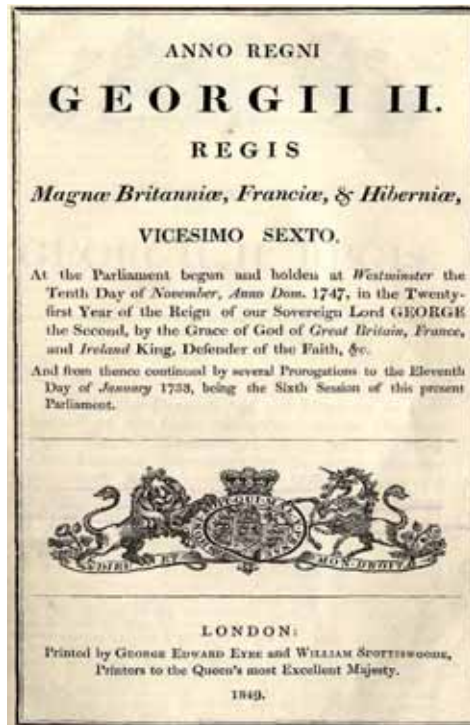 ANNO REGNI
GEORGII II.
REGIS
Magnæ Britanniæ, Franciæ, & Hiberniæ,
VICESIMO SEXTO.
At the Parliament begun and holden at Westminster the
Tenth Day of November, Anno Dom. 1747, in the Twenty-
first Year of the Reign of our Sovereign Lord GEORGE
the Second, by the Grace of God of Great Britain, France,
and Ireland King, Defender of the Faith, &c.
And from thence continued by several Prorogations to the Eleventh
Day of January 1753, being the Sixth Session of this present
Parliament.
DIEU ET MON DROIT
LONDON:
Printed by GEORGE EDWARD EYRE and WILLIAM SPOTTISWOODE,
Printers to the Queen's most Excellent Majesty.
1849.